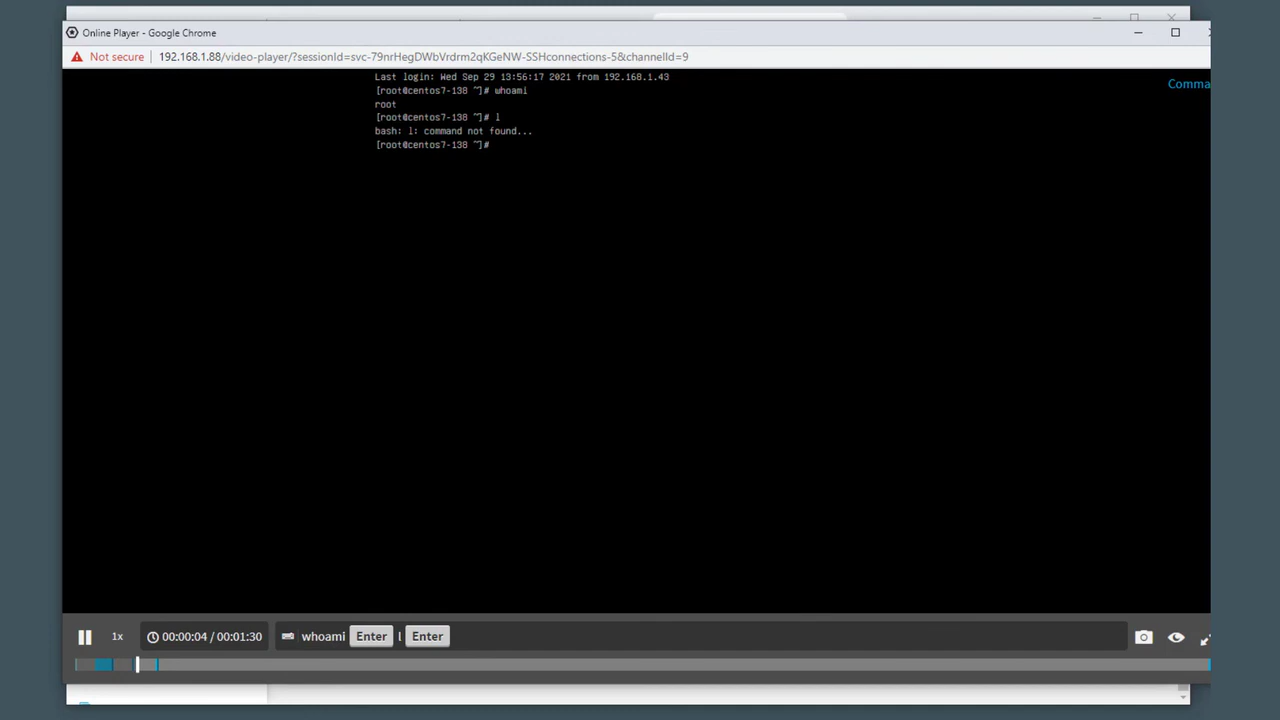 Online Player - Google Chrome
Not secure
192.168.1.88/video-player/?sessionId=svc-79nrHegDWbVrdrm2qKGeNW-SSHconnections-5&channelId=9
Last login: Wed Sep 29 13:56:17 2021 from 192.168.1.43
[root@centos7-138 ~]# whoami
root
[root@centos7-138 ~]# l
bash: l: command not found...
[root@centos7-138 ~]#
Comma
1x
00:00:04 / 00:01:30
whoami Enter l Enter